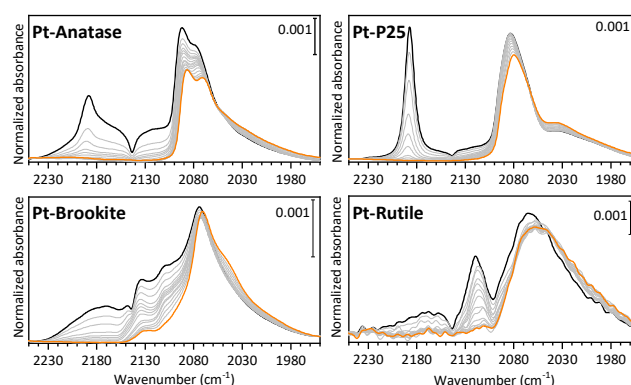 Pt-Anatase
0.001
Normalized absorbance
2230 2180 2130 2080 2030 1980
Pt-P25
0.001
Normalized absorbance
2230 2180 2130 2080 2030 1980
Pt-Brookite
0.001
Normalized absorbance
2230 2180 2130 2080 2030 1980
Wavenumber (cm⁻¹)
Pt-Rutile
0.001
Normalized absorbance
2230 2180 2130 2080 2030 1980
Wavenumber (cm⁻¹)